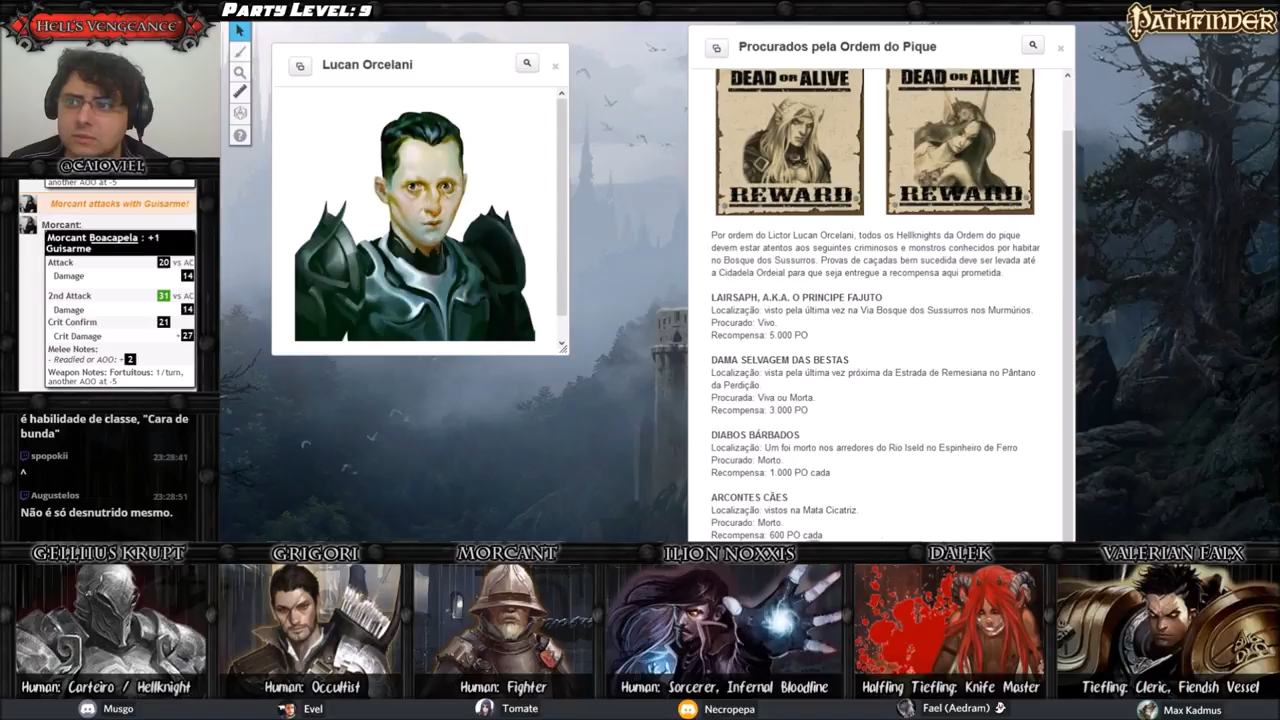 HELL'S VENGEANCE
PARTY LEVEL: 9
PATHFINDER
@CAIOVIEL
another AOO at -5
Morcant attacks with Guisarme!
Morcant:
Morcant Boacapela : +1
Guisarme
Attack 20 vs AC
Damage 14
2nd Attack 31 vs AC
Damage 14
Crit Confirm 21
Crit Damage +27
Melee Notes:
- Readied or AOO: +2
Weapon Notes: Fortuitous: 1/turn,
another AOO at -5
é habilidade de classe, "Cara de
bunda"
spopokii 23:28:41
^
Augustelos 23:28:51
Não é só desnutrido mesmo.
Lucan Orcelani
Procurados pela Ordem do Pique
DEAD OR ALIVE
REWARD
DEAD OR ALIVE
REWARD
Por ordem do Lictor Lucan Orcelani, todos os Hellknights da Ordem do pique
devem estar atentos aos seguintes criminosos e monstros conhecidos por habitar
no Bosque dos Sussurros. Provas de caçadas bem sucedida deve ser levada até
a Cidadela Ordeial para que seja entregue a recompensa aqui prometida.
LAIRSAPH, A.K.A. O PRINCIPE FAJUTO
Localização: visto pela última vez na Via Bosque dos Sussurros nos Murmúrios.
Procurado: Vivo.
Recompensa: 5.000 PO
DAMA SELVAGEM DAS BESTAS
Localização: vista pela última vez próxima da Estrada de Remesiana no Pântano
da Perdição.
Procurada: Viva ou Morta.
Recompensa: 3.000 PO
DIABOS BÁRBADOS
Localização: Um foi morto nos arredores do Rio Iseld no Espinheiro de Ferro
Procurado: Morto.
Recompensa: 1.000 PO cada
ARCONTES CÃES
Localização: vistos na Mata Cicatriz.
Procurado: Morto.
Recompensa: 600 PO cada
GELLIUS KRUPT
GRIGORI
MORCANT
ILION NOXXIS
DALEK
VALERIAN FALX
Human: Carteiro / Hellknight
Human: Occultist
Human: Fighter
Human: Sorcerer, Infernal Bloodline
Halfling Tiefling: Knife Master
Tiefling: Cleric, Fiendsh Vessel
Musgo
Evel
Tomate
Necropepa
Fael (Aedram)
Max Kadmus